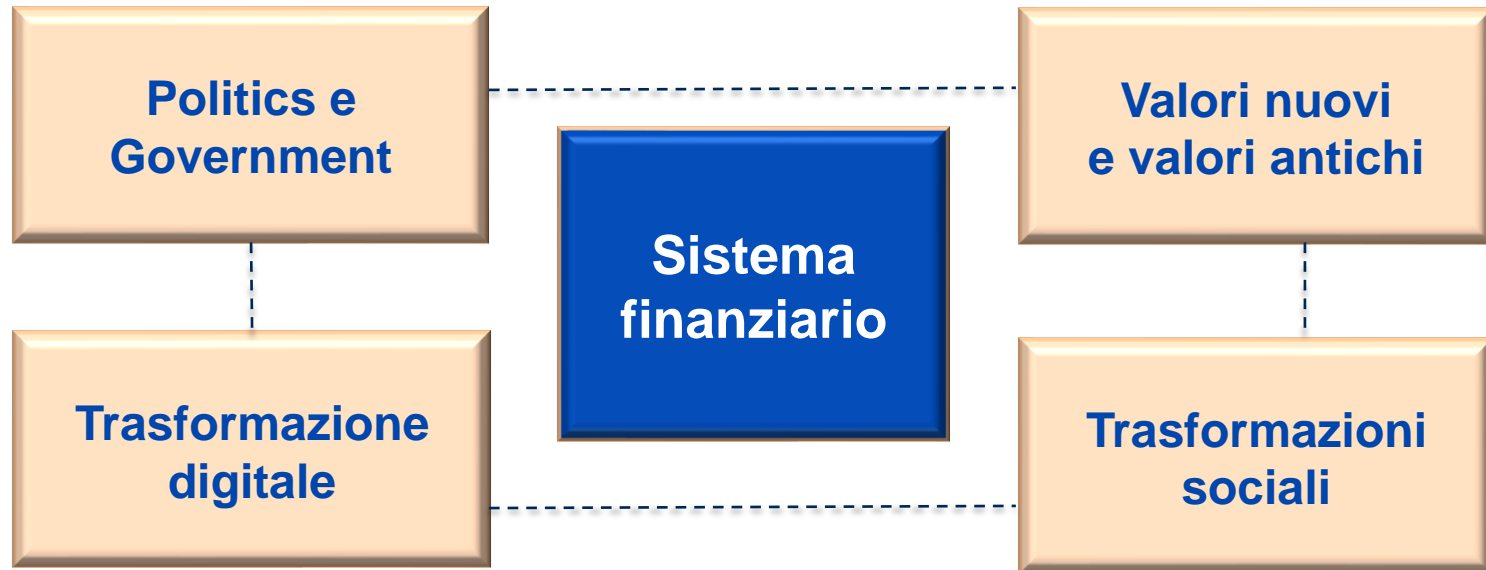 Politics e
Government
Valori nuovi
e valori antichi
Sistema
finanziario
Trasformazione
digitale
Trasformazioni
sociali